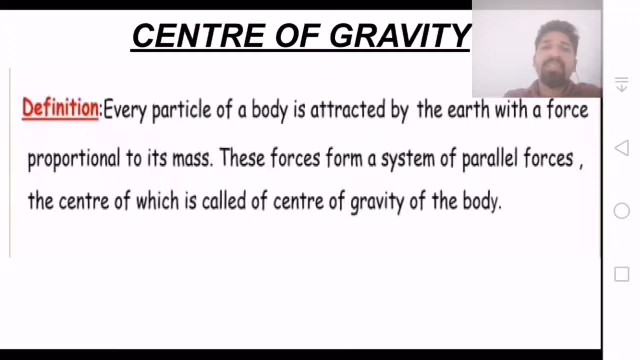 CENTRE OF GRAVITY
Definition:Every particle of a body is attracted by the earth with a force
proportional to its mass. These forces form a system of parallel forces ,
the centre of which is called of centre of gravity of the body.